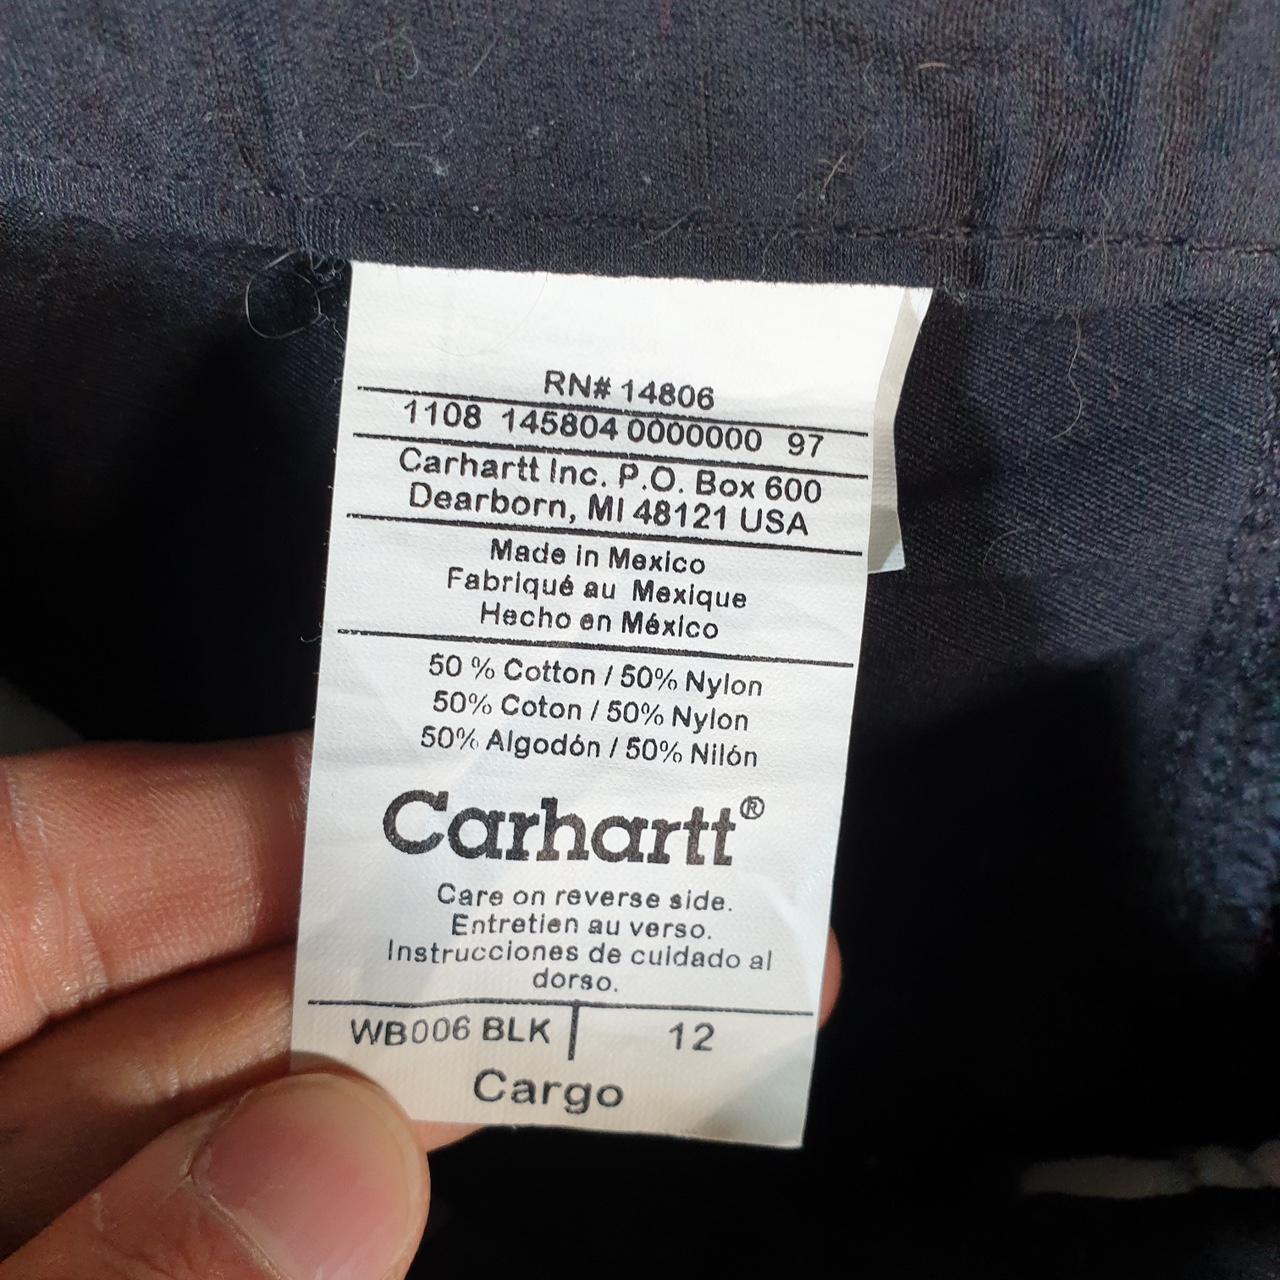 RN# 14806
1108 145804 0000000 97
Carhartt Inc. P.O. Box 600
Dearborn, MI 48121 USA
Made in Mexico
Fabriqué au Mexique
Hecho en México
50 % Cotton / 50% Nylon
50% Coton / 50% Nylon
50% Algodón / 50% Nilón
Carhartt®
Care on reverse side.
Entretien au verso.
Instrucciones de cuidado al
dorso.
WB006 BLK | 12
Cargo